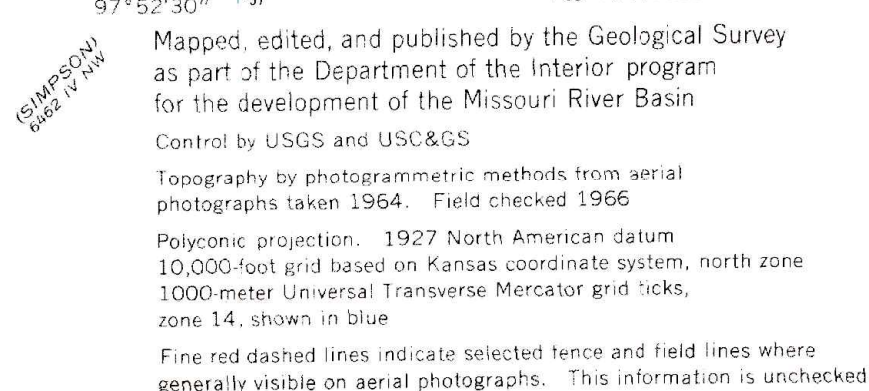 97°52'30"
(SIMPSON)
6462 IV NW
Mapped, edited, and published by the Geological Survey
as part of the Department of the Interior program
for the development of the Missouri River Basin
Control by USGS and USC&GS
Topography by photogrammetric methods from aerial
photographs taken 1964. Field checked 1966
Polyconic projection. 1927 North American datum
10,000-foot grid based on Kansas coordinate system, north zone
1000-meter Universal Transverse Mercator grid ticks,
zone 14, shown in blue
Fine red dashed lines indicate selected fence and field lines where
generally visible on aerial photographs. This information is unchecked